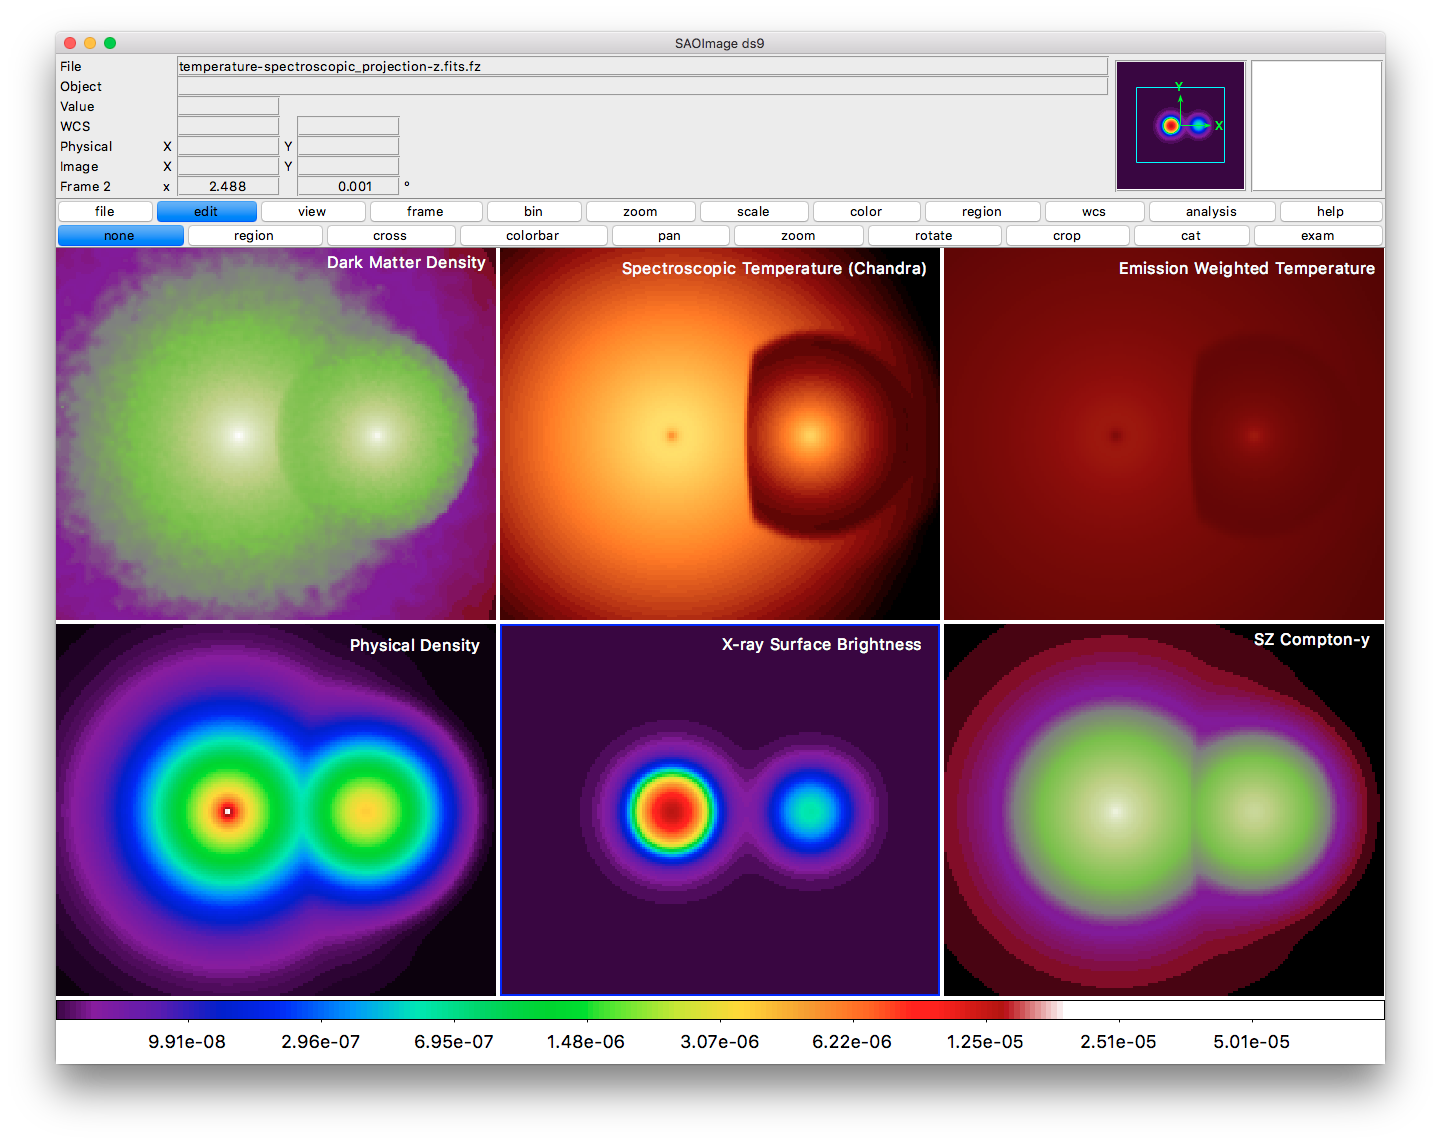 SAOImage ds9
File temperature-spectroscopic_projection-z.fits.fz
Object
Value
WCS
Physical X Y
Image X Y
Frame 2 x 2.488 0.001 °
Y
X
file edit view frame bin zoom scale color region wcs analysis help
none region cross colorbar pan zoom rotate crop cat exam
Dark Matter Density
Spectroscopic Temperature (Chandra)
Emission Weighted Temperature
Physical Density
X-ray Surface Brightness
SZ Compton-y
9.91e-08 2.96e-07 6.95e-07 1.48e-06 3.07e-06 6.22e-06 1.25e-05 2.51e-05 5.01e-05